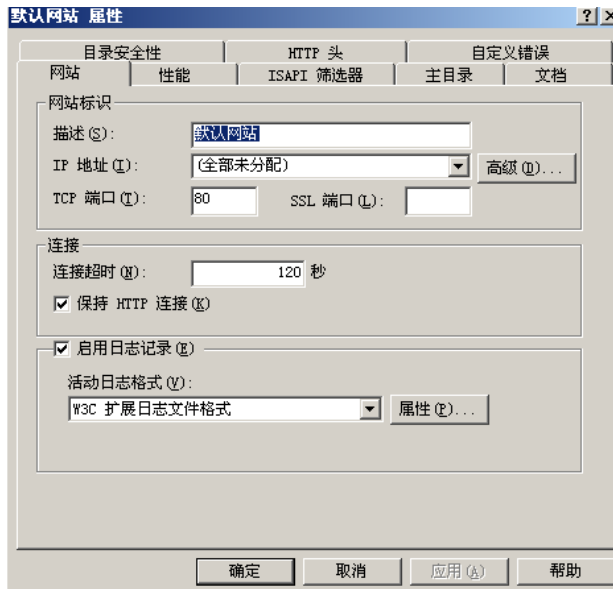 默认网站 属性
目录安全性 HTTP 头 自定义错误
网站 性能 ISAPI 筛选器 主目录 文档
网站标识
描述(S): 默认网站
IP 地址(I): (全部未分配) 高级(D)...
TCP 端口(T): 80 SSL 端口(L):
连接
连接超时(N): 120 秒
保持 HTTP 连接(K)
启用日志记录(E)
活动日志格式(V):
W3C 扩展日志文件格式 属性(P)...
确定 取消 应用(A) 帮助